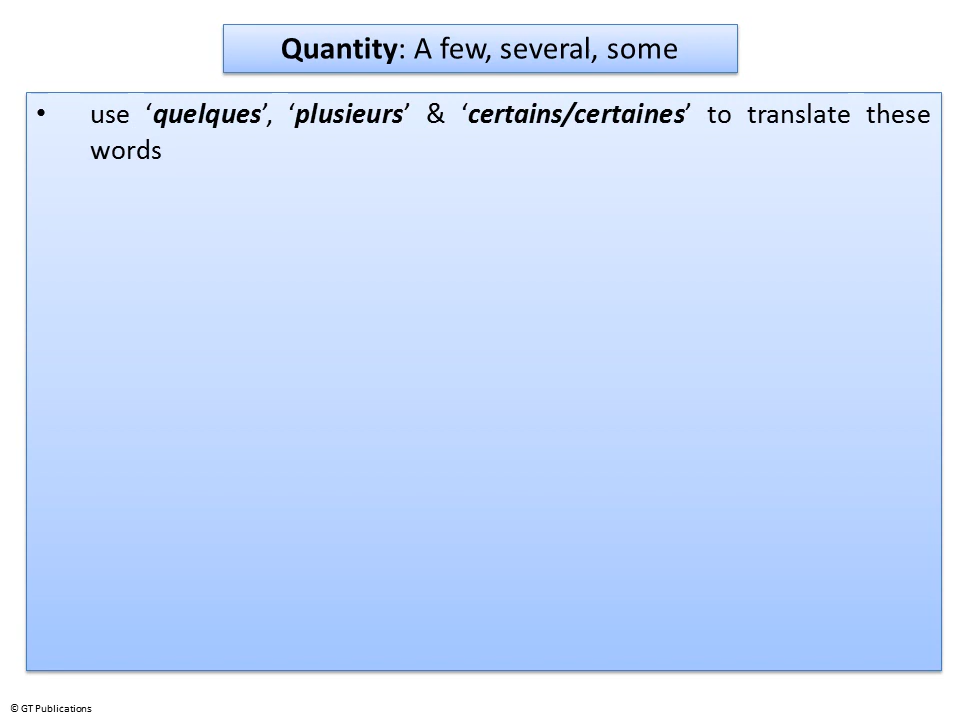 Quantity: A few, several, some
• use ‘quelques’, ‘plusieurs’ & ‘certains/certaines’ to translate these
words
© GT Publications